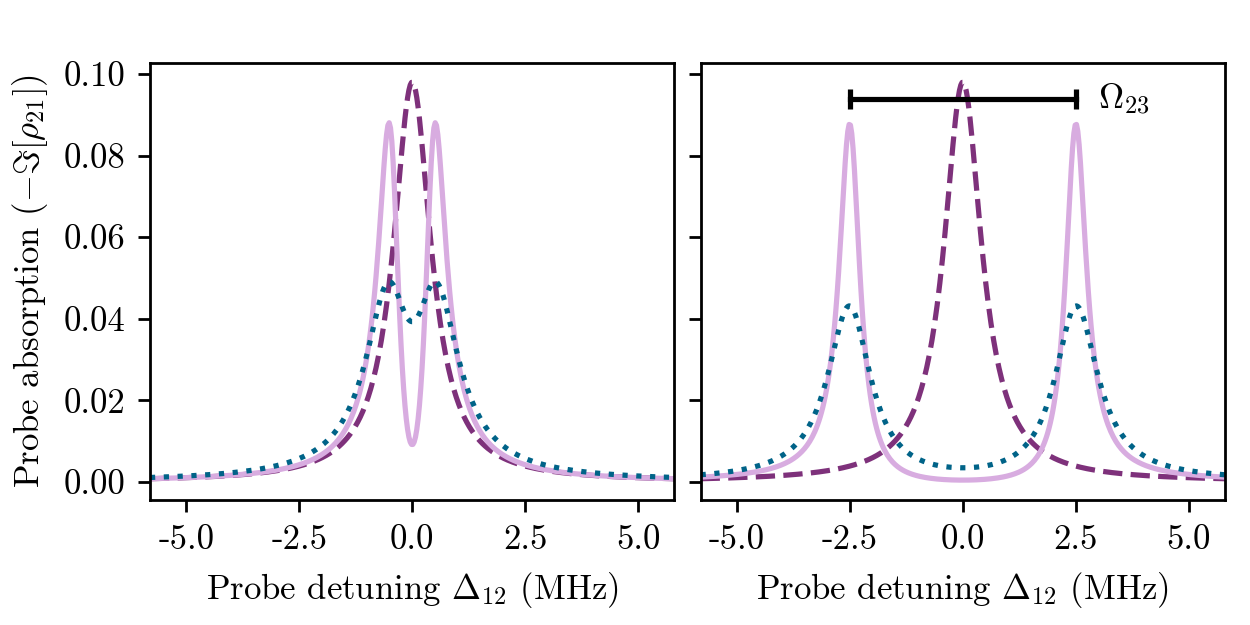 Probe absorption (−ℑ[ρ₂₁])
0.10
0.08
0.06
0.04
0.02
0.00
-5.0 -2.5 0.0 2.5 5.0
Probe detuning Δ₁₂ (MHz)
Ω₂₃
-5.0 -2.5 0.0 2.5 5.0
Probe detuning Δ₁₂ (MHz)